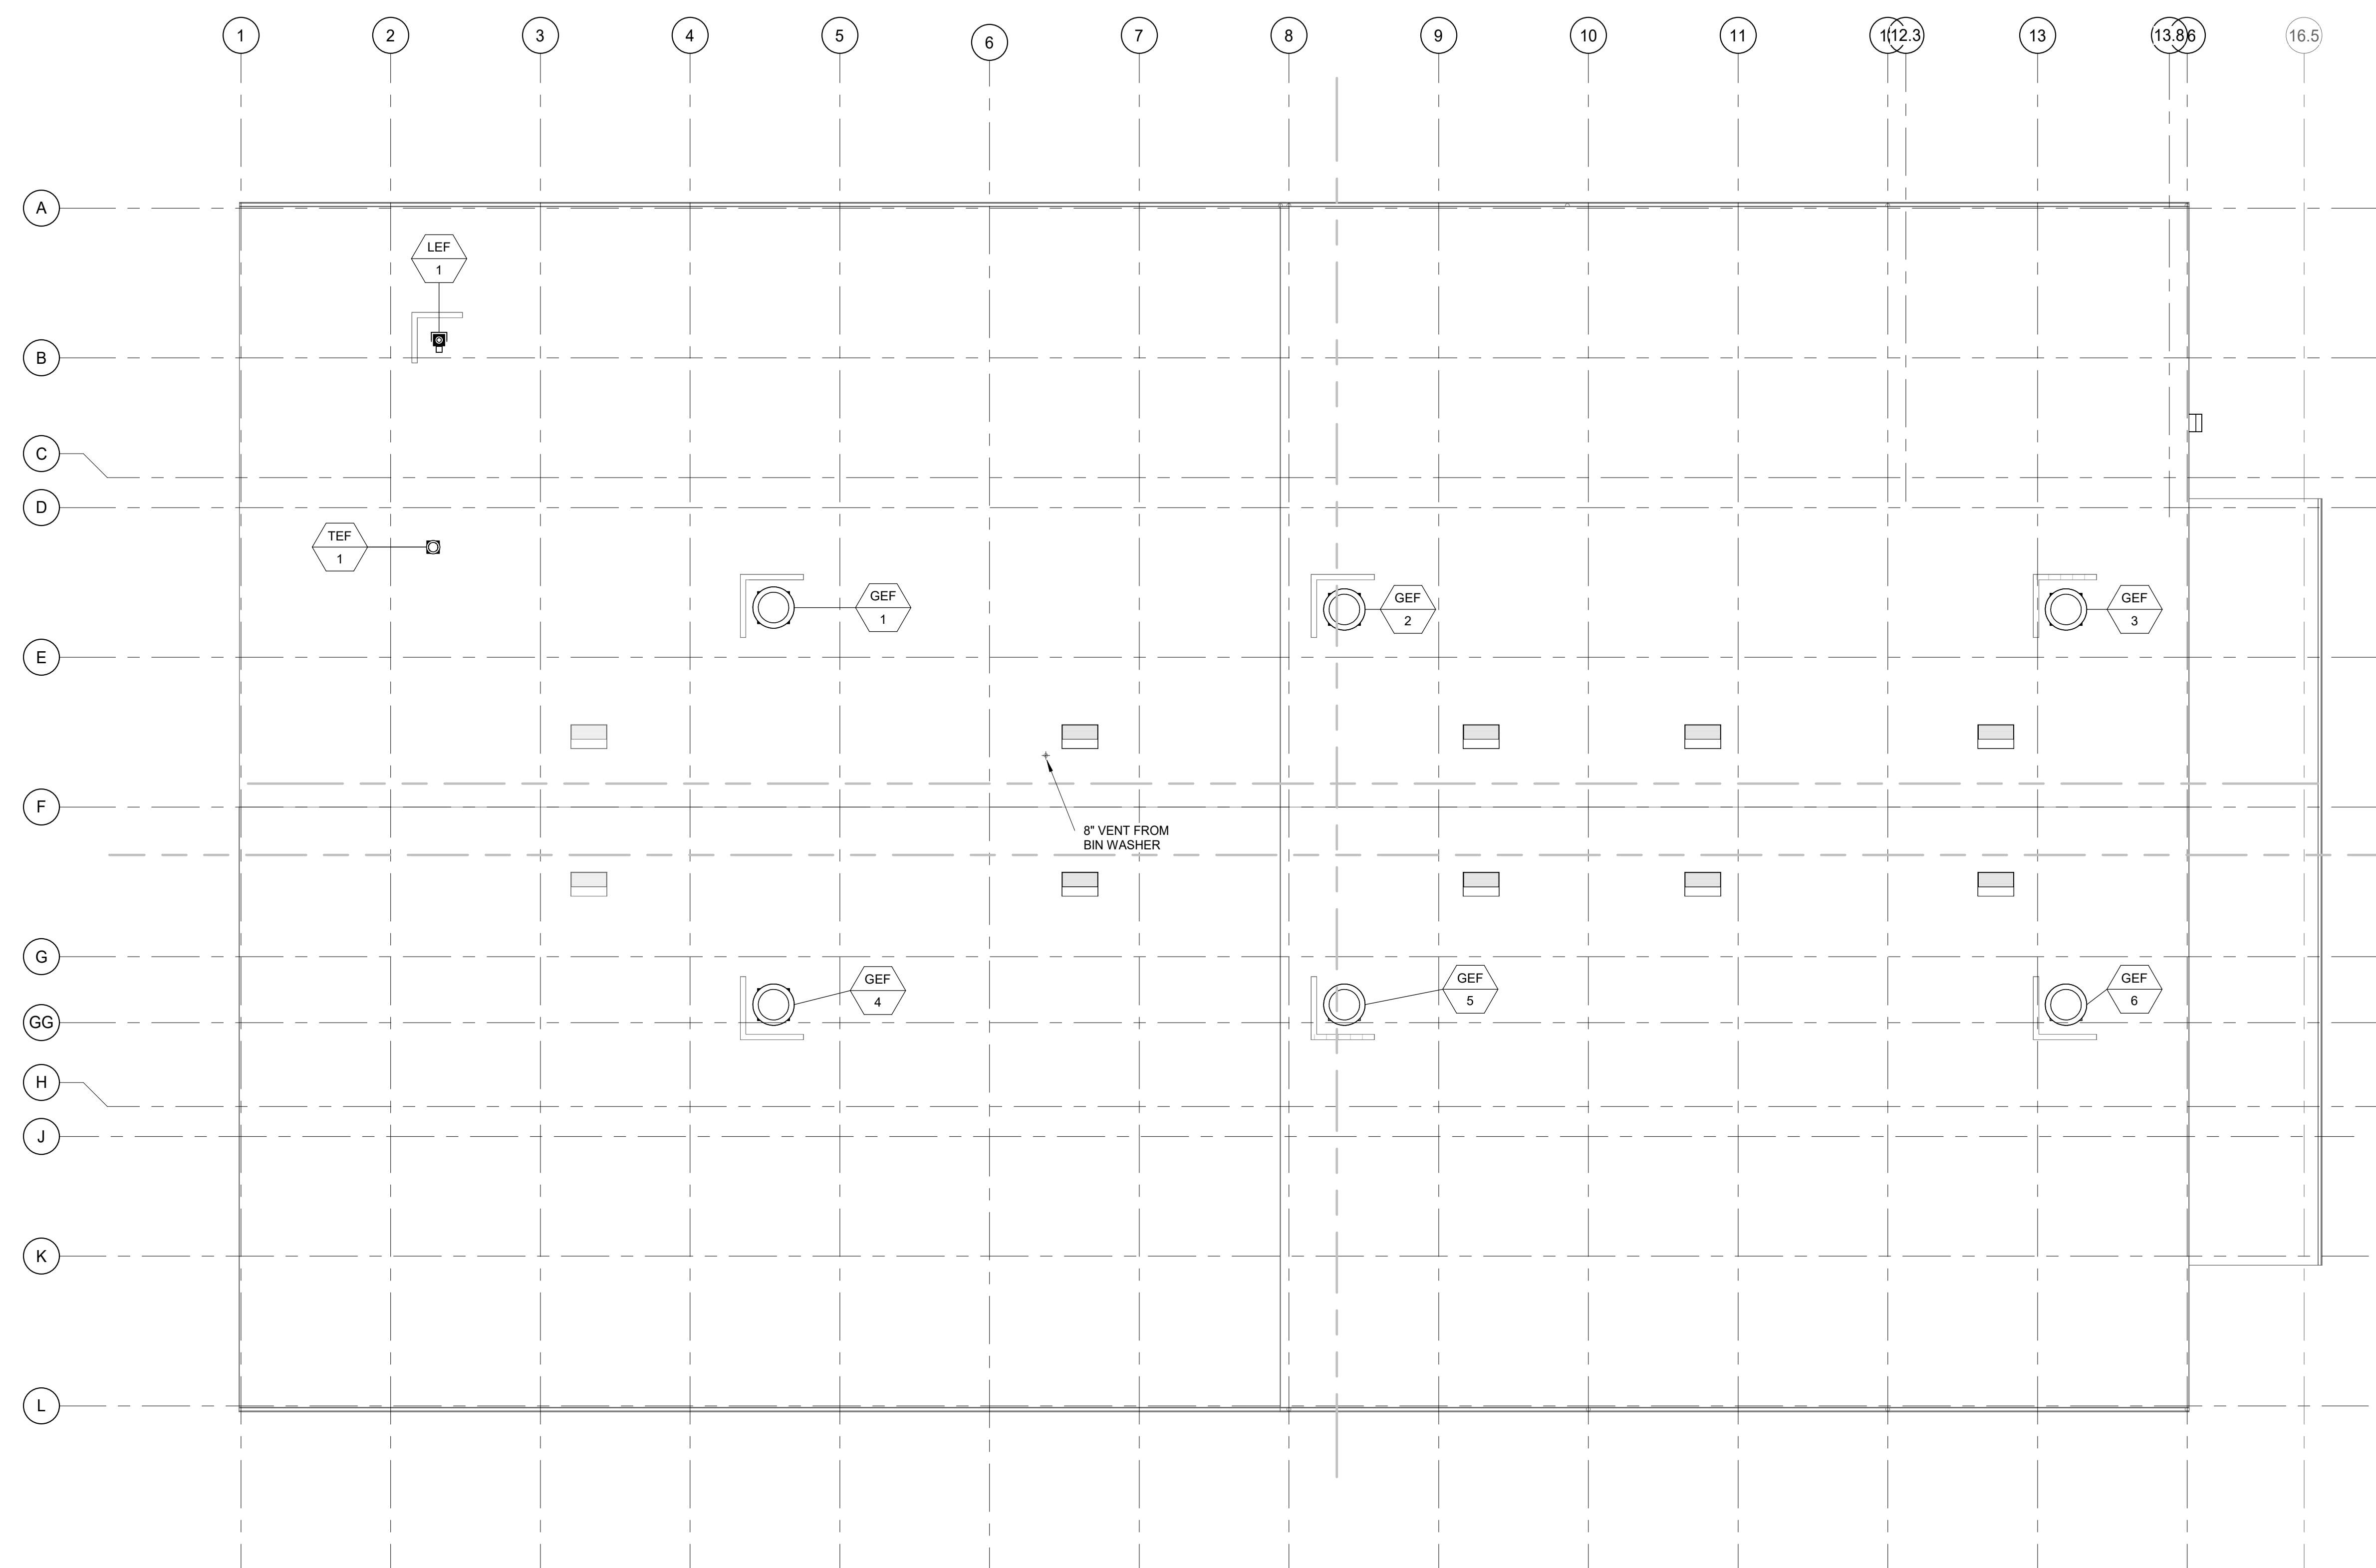 1
2
3
4
5
6
7
8
9
10
11
12.3
13
13.8
16.5
A
LEF
1
B
C
D
TEF
1
GEF
1
GEF
2
GEF
3
E
F
8" VENT FROM
BIN WASHER
G
GEF
4
GEF
5
GEF
6
GG
H
J
K
L